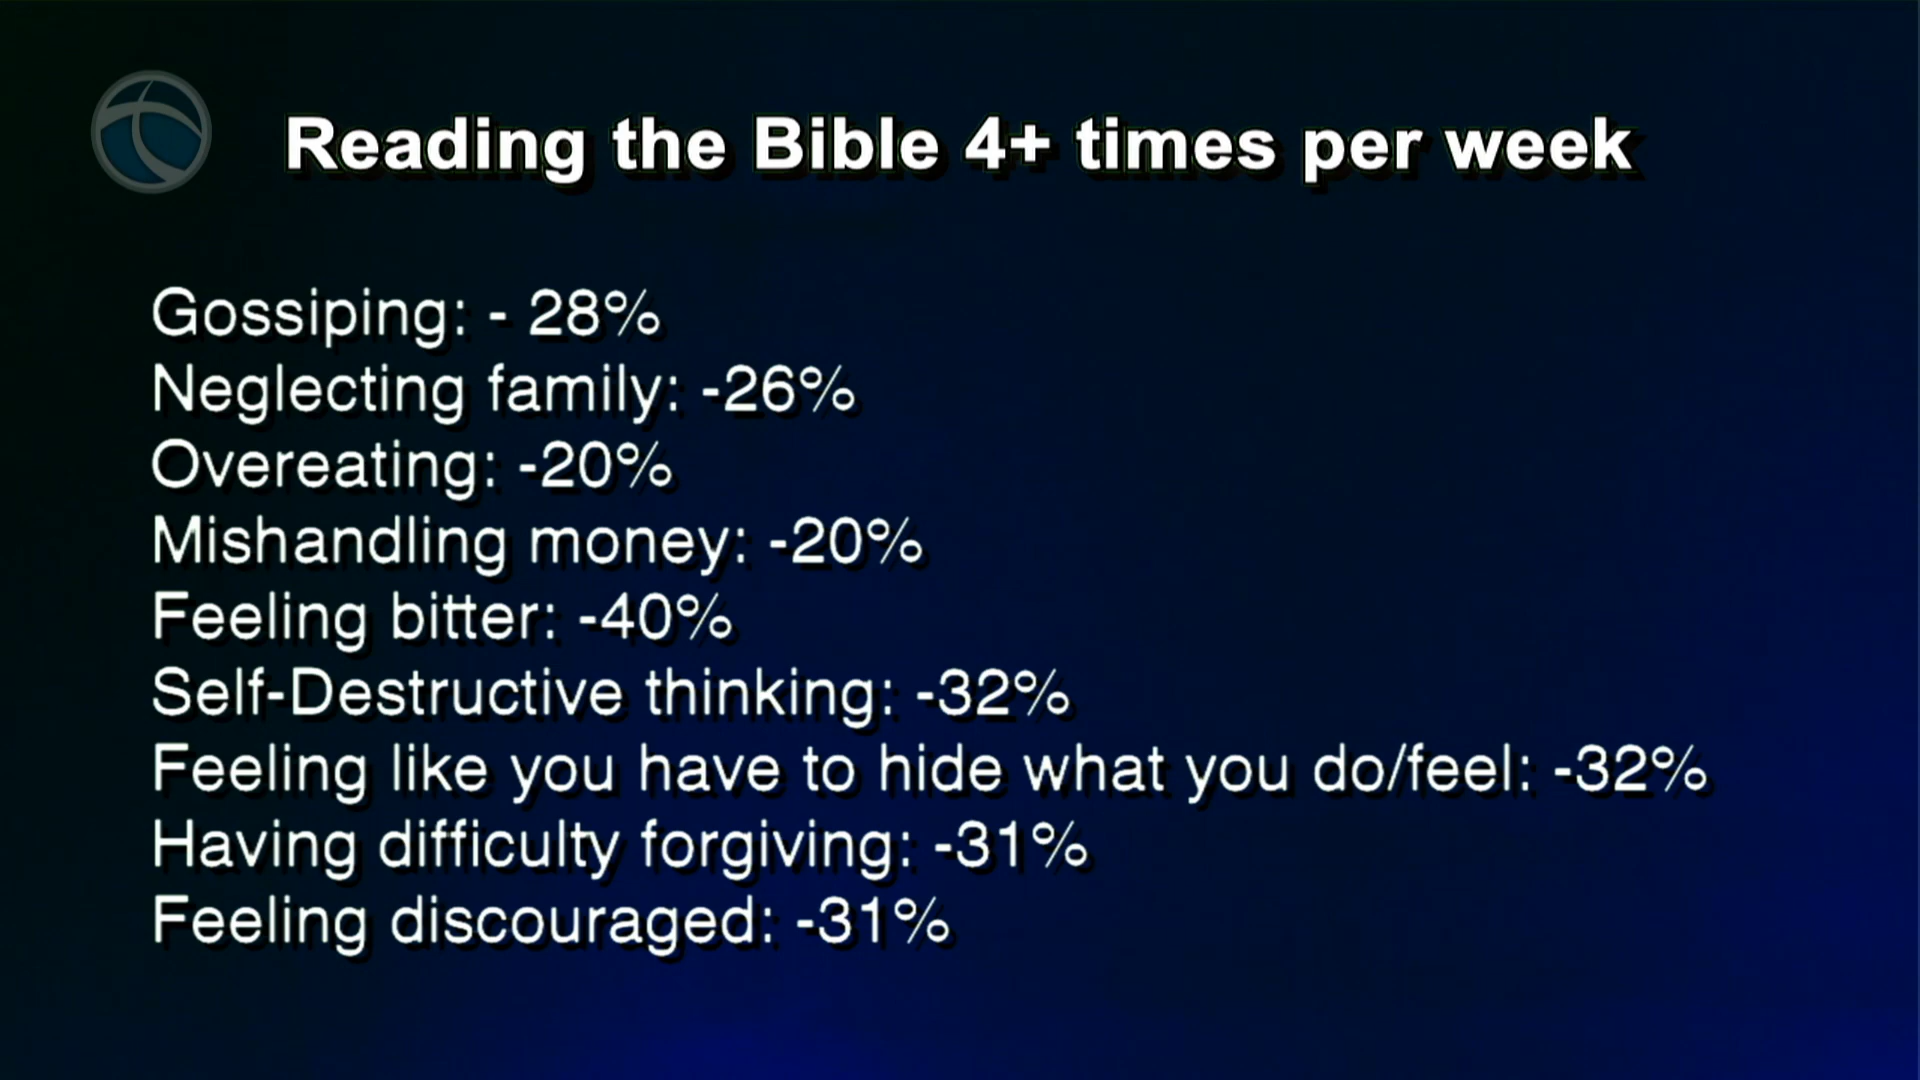 Reading the Bible 4+ times per week
Gossiping: - 28%
Neglecting family: -26%
Overeating: -20%
Mishandling money: -20%
Feeling bitter: -40%
Self-Destructive thinking: -32%
Feeling like you have to hide what you do/feel: -32%
Having difficulty forgiving: -31%
Feeling discouraged: -31%